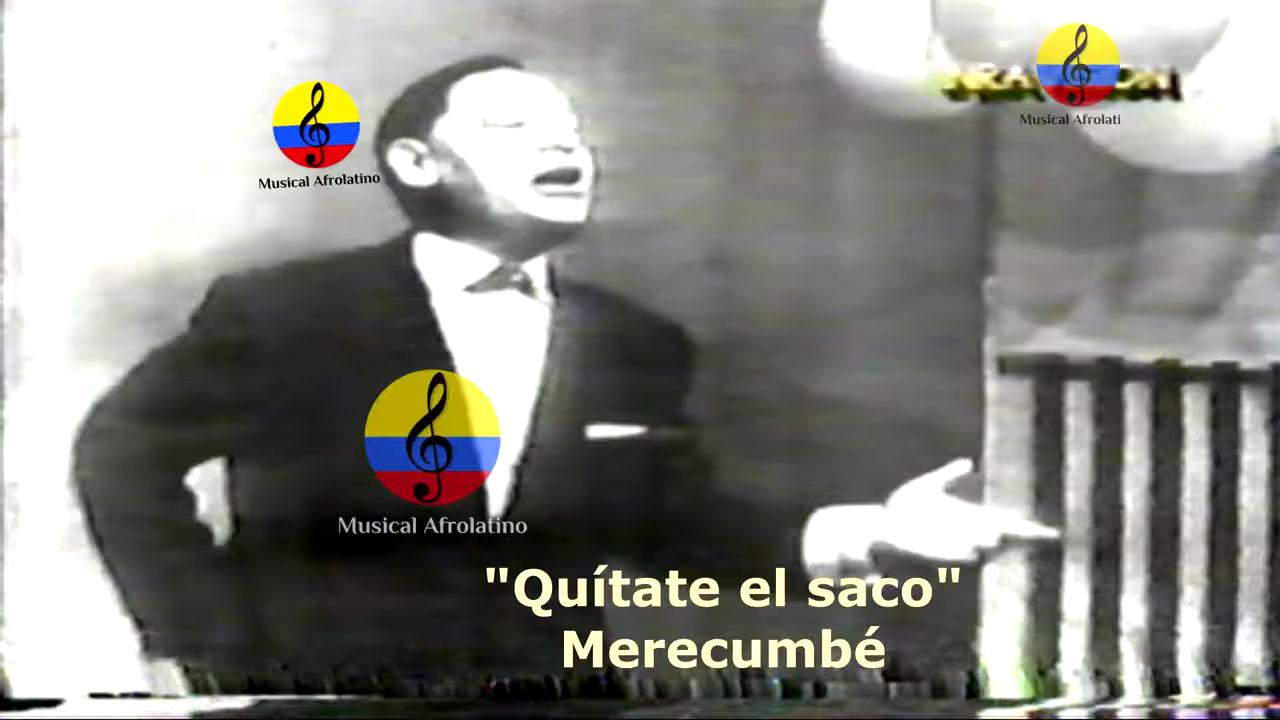 Musical Afrolati
Musical Afrolatino
Musical Afrolatino
"Quítate el saco"
Merecumbé